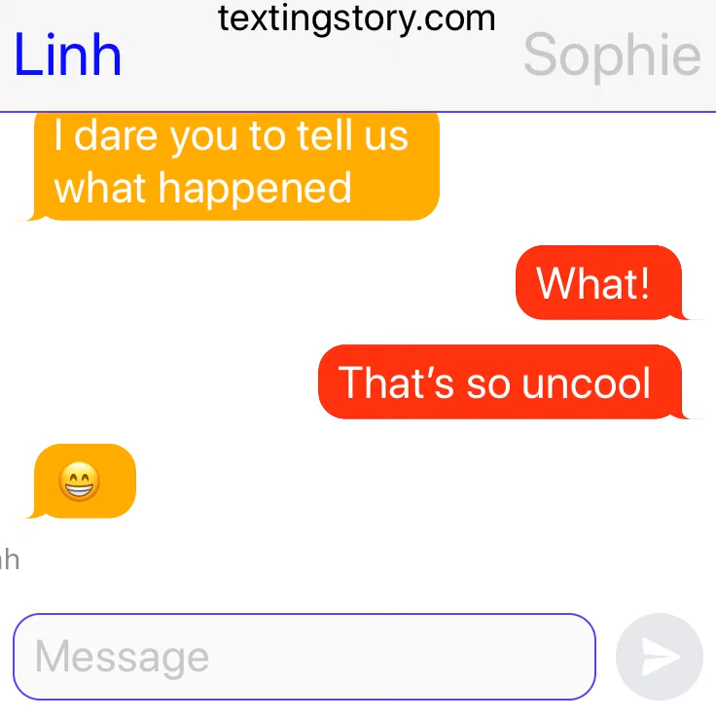 textingstory.com
Linh
Sophie
I dare you to tell us
what happened
What!
That’s so uncool
😁
Message